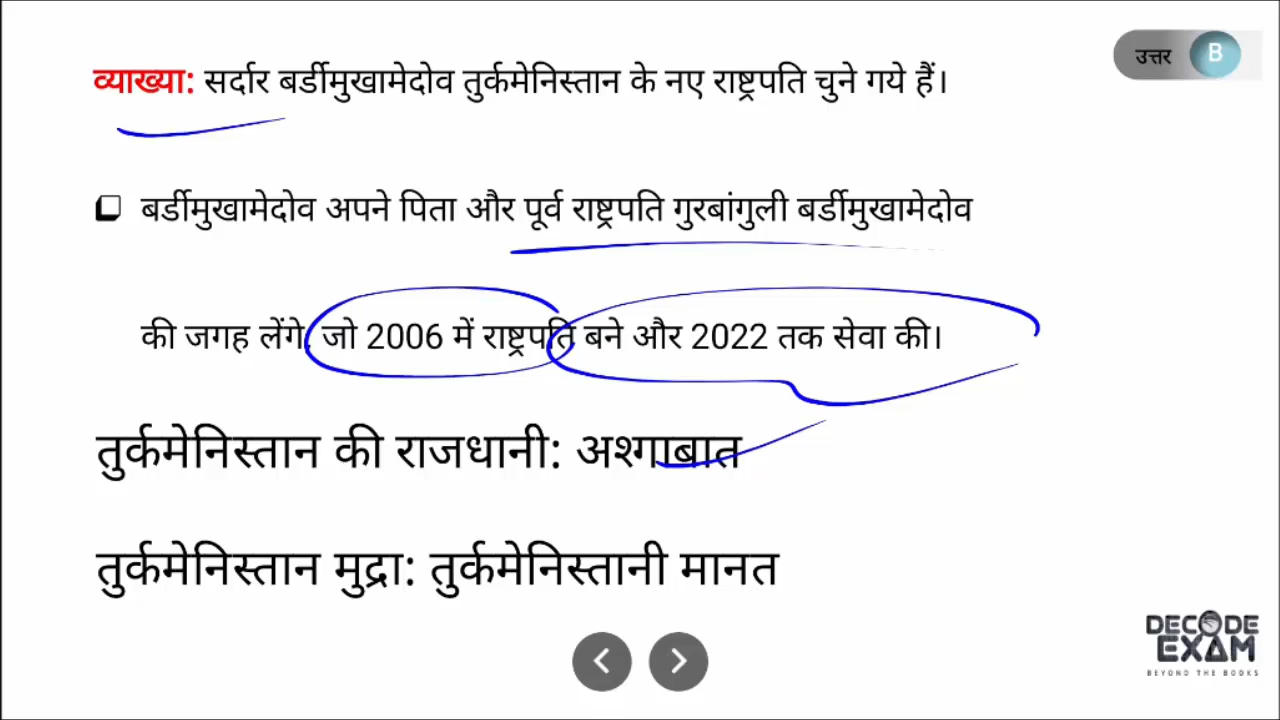 उत्तर B
व्याख्या: सर्दार बर्डीमुखामेदोव तुर्कमेनिस्तान के नए राष्ट्रपति चुने गये हैं।
बर्डीमुखामेदोव अपने पिता और पूर्व राष्ट्रपति गुरबांगुली बर्डीमुखामेदोव
की जगह लेंगे, जो 2006 में राष्ट्रपति बने और 2022 तक सेवा की।
तुर्कमेनिस्तान की राजधानी: अश्गाबात
तुर्कमेनिस्तान मुद्रा: तुर्कमेनिस्तानी मानत
DECODE
EXAM
BEYOND THE BOOKS